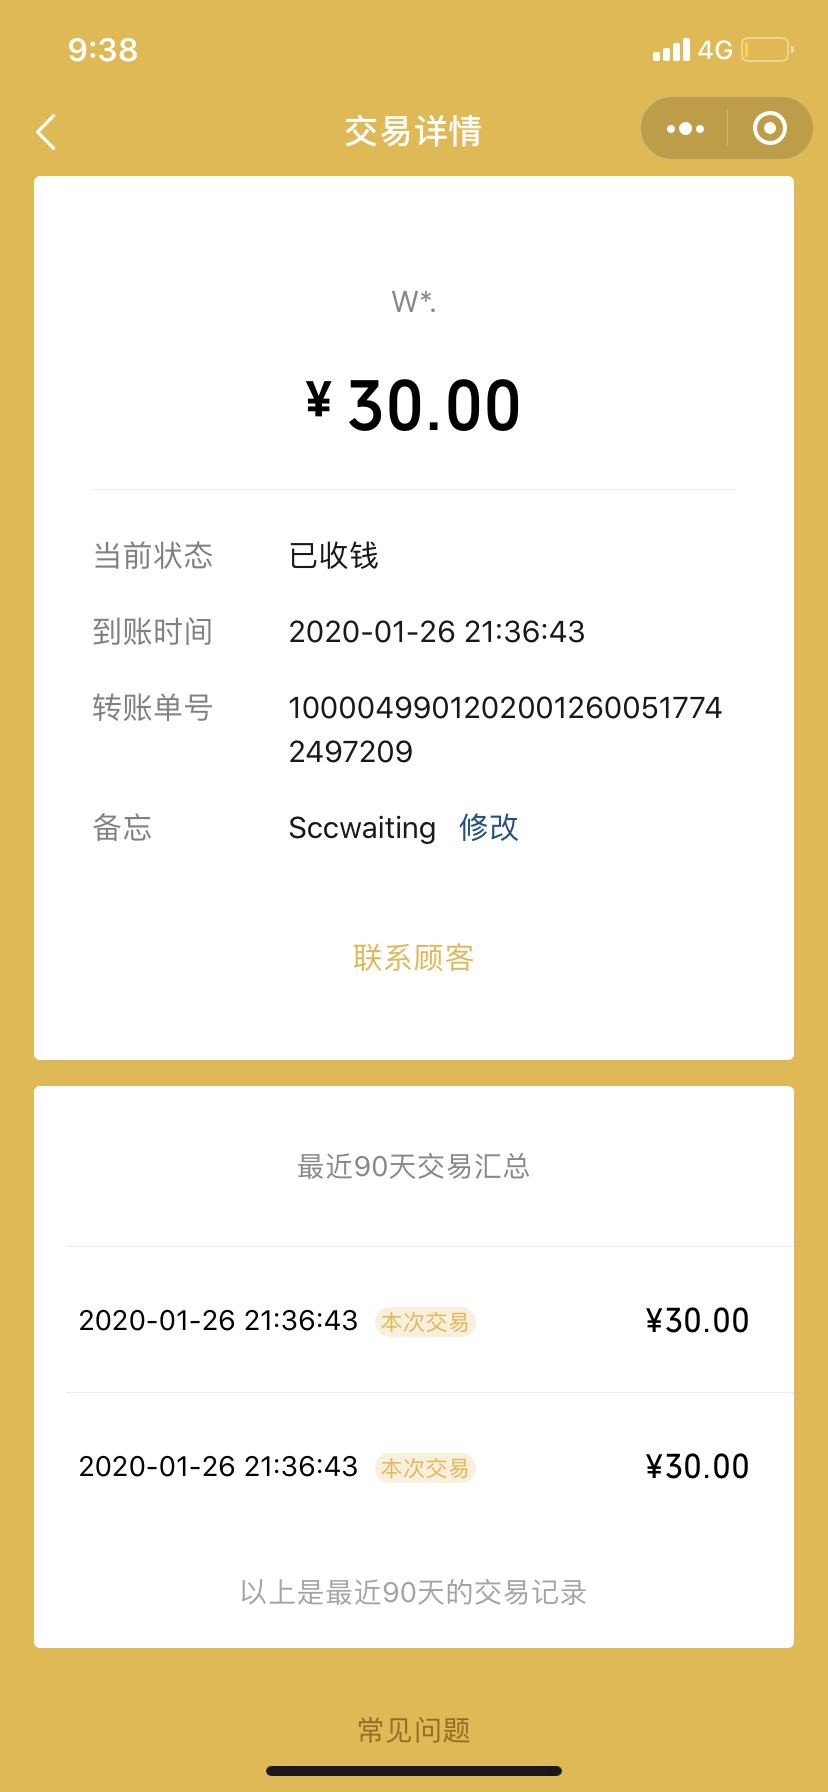 9:38 4G
交易详情
W*.
¥30.00
当前状态 已收钱
到账时间 2020-01-26 21:36:43
转账单号 1000049901202001260051774
2497209
备忘 Sccwaiting 修改
联系顾客
最近90天交易汇总
2020-01-26 21:36:43 本次交易 ¥30.00
2020-01-26 21:36:43 本次交易 ¥30.00
以上是最近90天的交易记录
常见问题